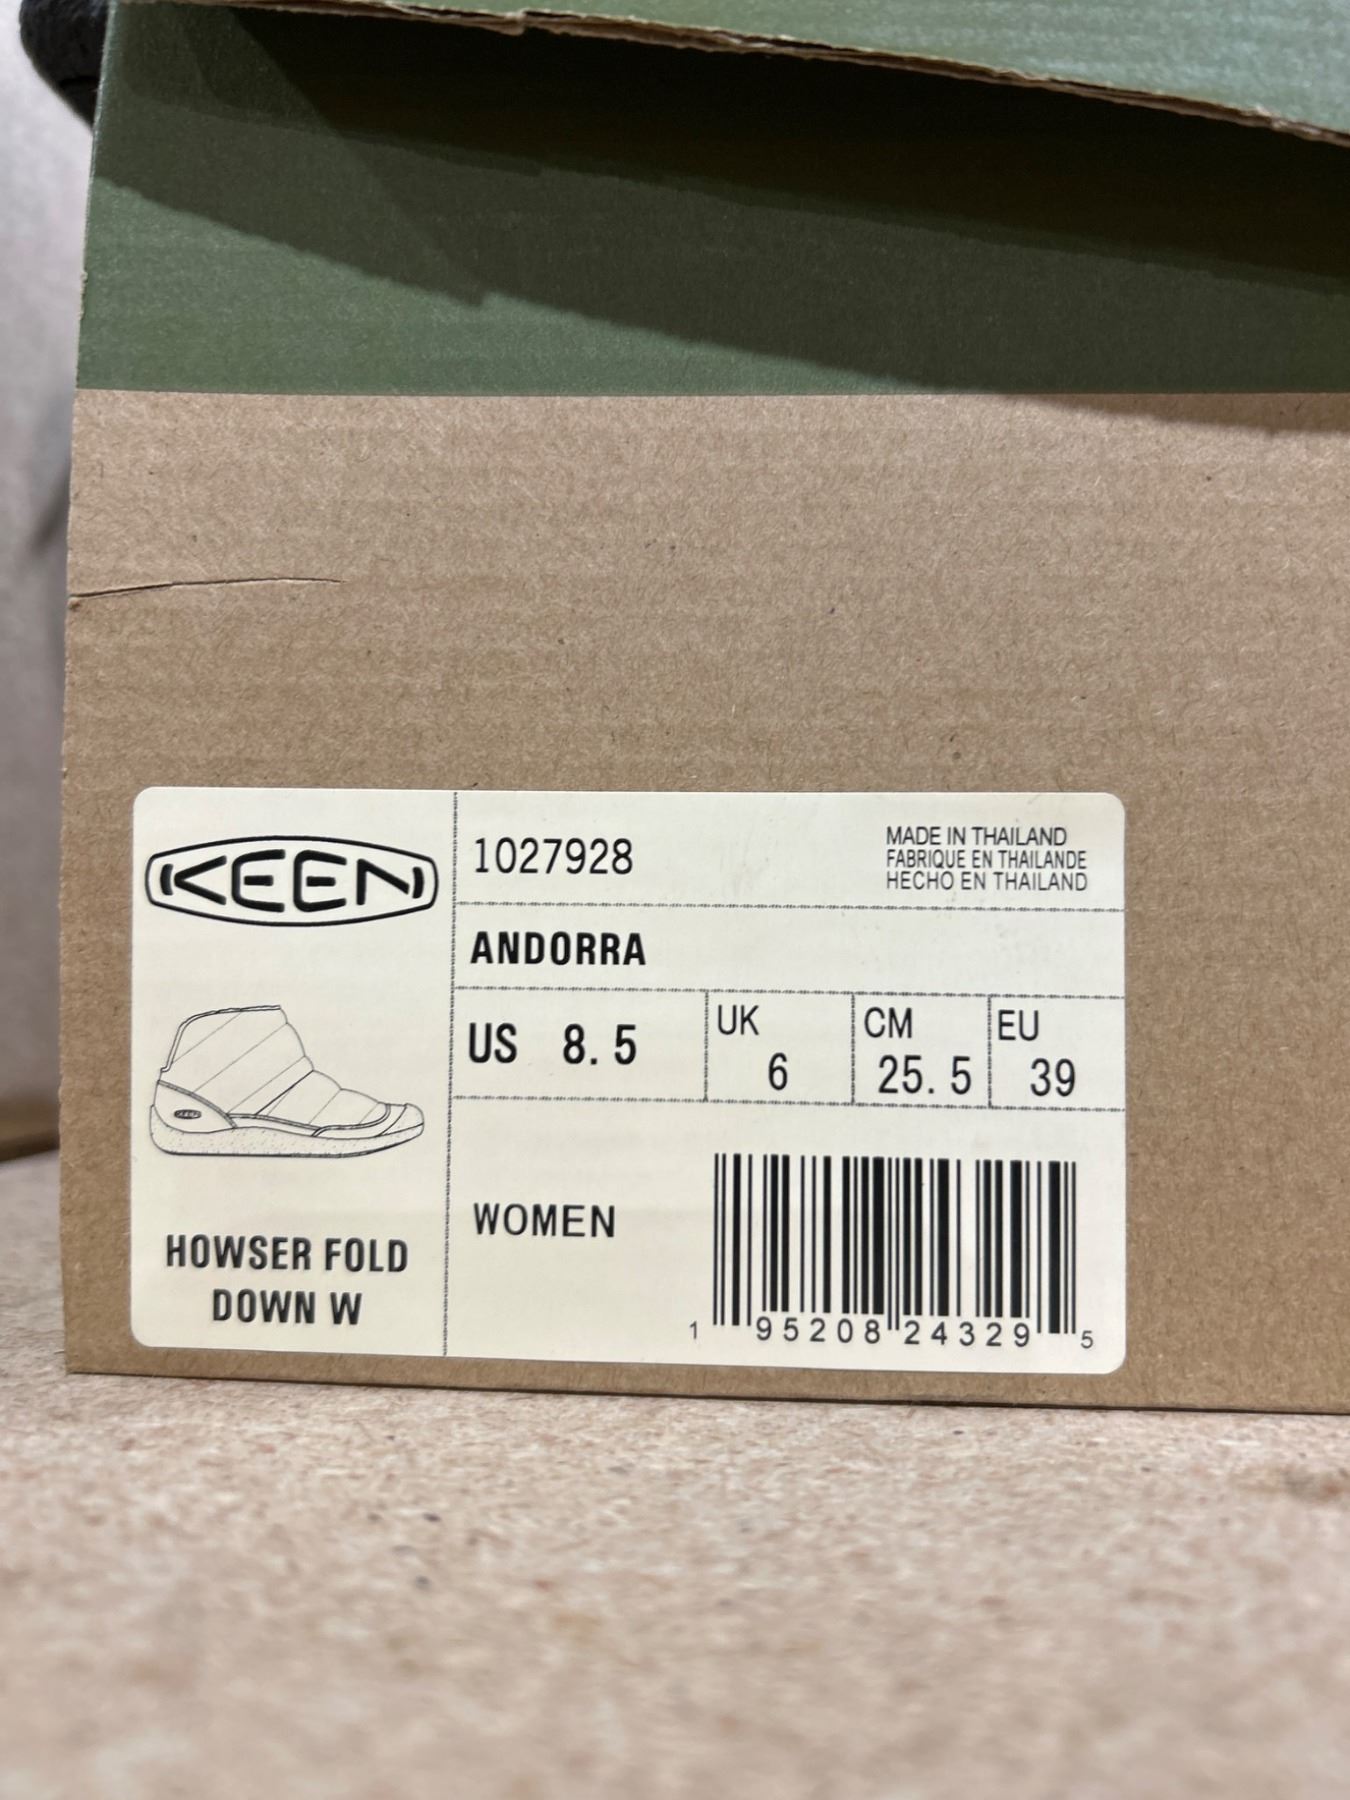 KEEN
1027928
MADE IN THAILAND
FABRIQUE EN THAILANDE
HECHO EN THAILAND
ANDORRA
US 8.5
UK
6
CM
25.5
EU
39
KEEN
HOWSER FOLD
DOWN W
WOMEN
1 95208 24329 5